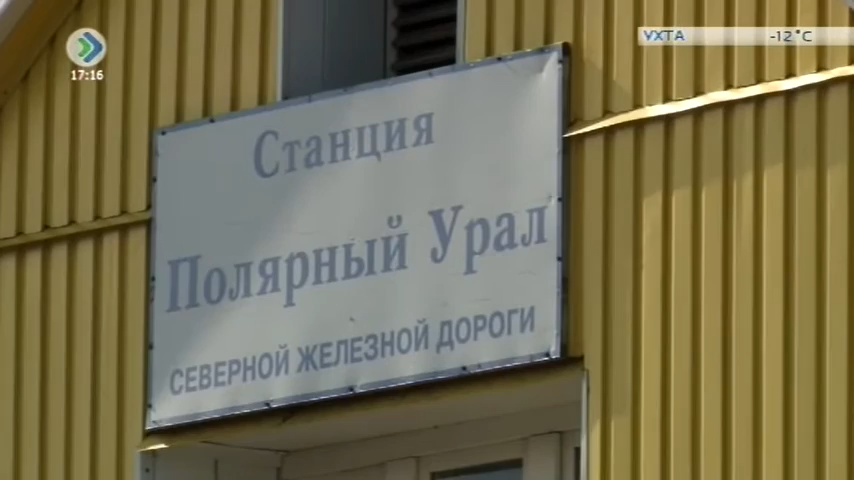 17:16
УХТА -12°C
Станция
Полярный Урал
СЕВЕРНОЙ ЖЕЛЕЗНОЙ ДОРОГИ